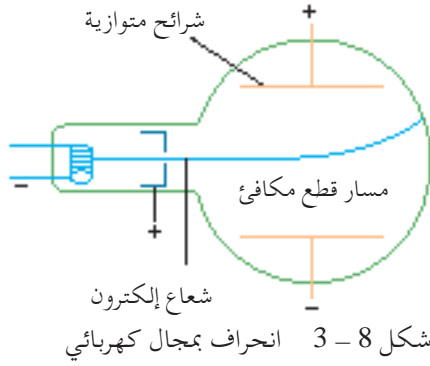 شرائح متوازية
+
مسار قطع مكافئ
–
+
شعاع إلكترون
–
شكل 8 – 3 انحراف بمجال كهربائي